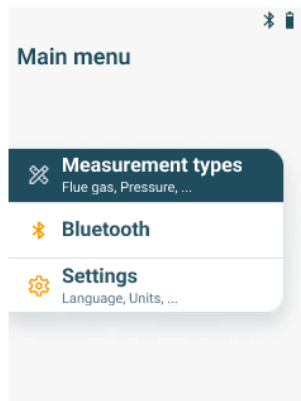 Main menu
Measurement types
Flue gas, Pressure, ...
Bluetooth
Settings
Language, Units, ...